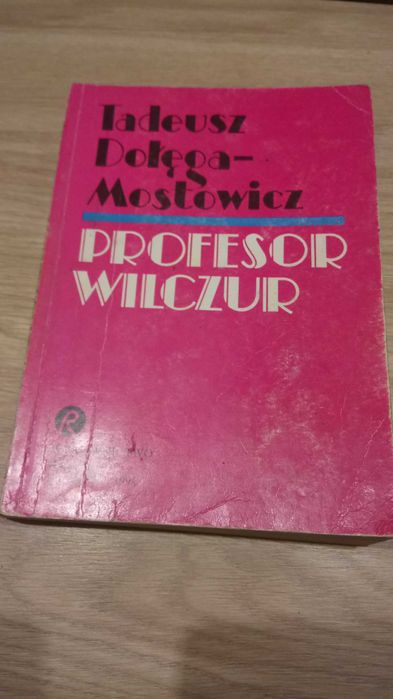 Tadeusz
Dołęga-
Mostowicz
PROFESOR
WILCZUR
R